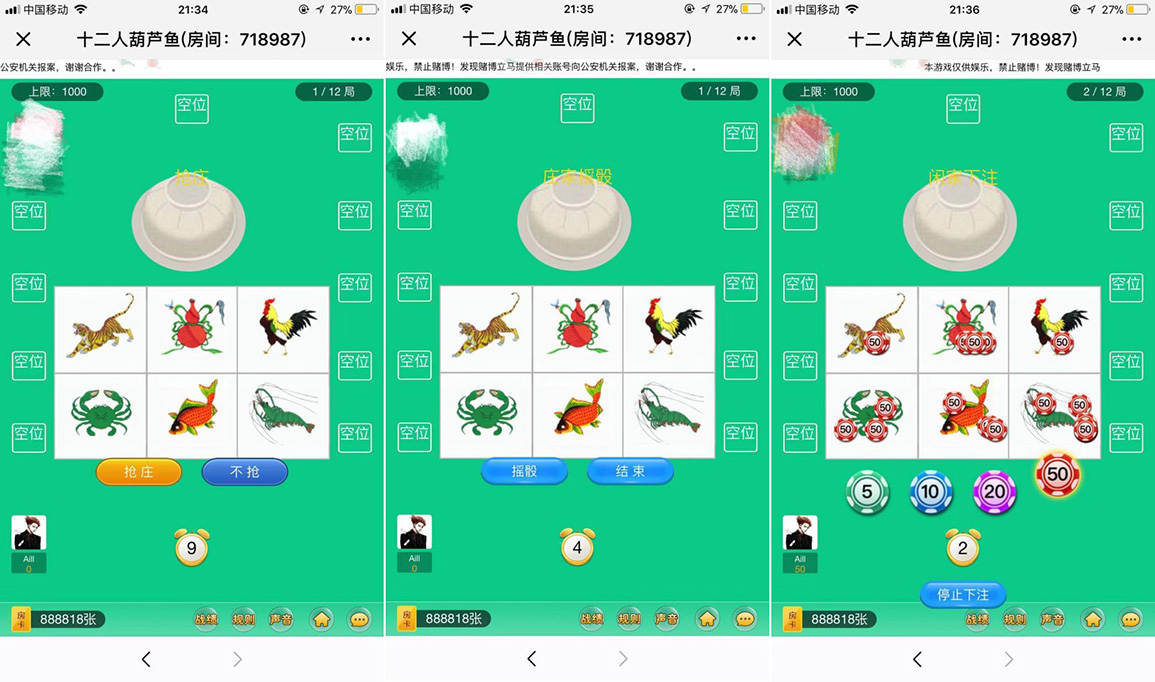 中国移动
21:34
27%
十二人葫芦鱼(房间：718987)
公安机关报案，谢谢合作。。
上限：1000
1 / 12 局
空位
空位
抢庄
空位
空位
空位
空位
空位
空位
空位
空位
抢 庄
不 抢
Aill
0
9
房卡
888818张
战绩
规则
声音
中国移动
21:35
27%
十二人葫芦鱼(房间：718987)
娱乐，禁止赌博！发现赌博立马提供相关账号向公安机关报案，谢谢合作。。
上限：1000
1 / 12 局
空位
空位
庄家摇骰
空位
空位
空位
空位
空位
空位
空位
空位
摇骰
结 束
Aill
0
4
房卡
888818张
战绩
规则
声音
中国移动
21:36
27%
十二人葫芦鱼(房间：718987)
本游戏仅供娱乐，禁止赌博！发现赌博立马
上限：1000
2 / 12 局
空位
空位
闲家下注
空位
空位
空位
空位
空位
空位
空位
空位
50
50
50
50
50
50
50
50
50
50
50
50
5
10
20
50
Aill
50
2
停止下注
房卡
888818张
战绩
规则
声音